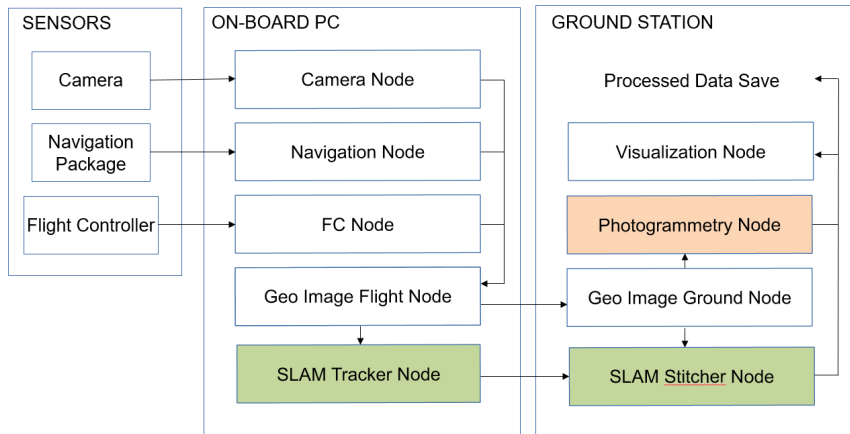 SENSORS
Camera
Navigation
Package
Flight Controller
ON-BOARD PC
Camera Node
Navigation Node
FC Node
Geo Image Flight Node
SLAM Tracker Node
GROUND STATION
Processed Data Save
Visualization Node
Photogrammetry Node
Geo Image Ground Node
SLAM Stitcher Node